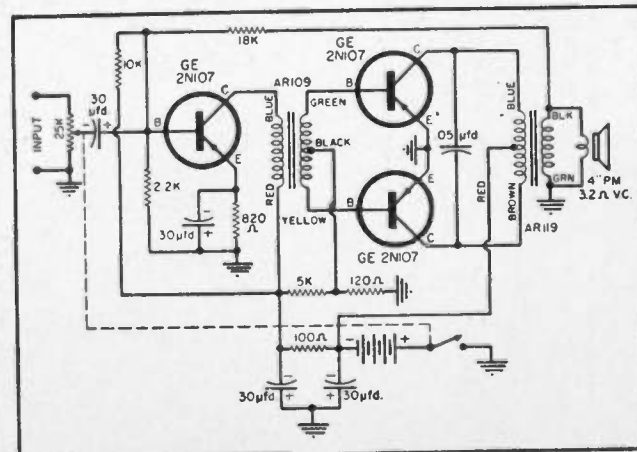 18K
GE
2N107
10K
GE
2N107
C
AR109
30
µfd
+
25K
INPUT
B
E
BLUE
RED
GREEN
BLACK
YELLOW
B
C
E
.05 µfd
BLUE
RED
BROWN
BLK
GRN
4" PM
3.2Ω VC.
AR119
2.2K
-
+
30µfd
820
Ω
B
E
C
GE 2N107
5K
120Ω
100Ω
-
+
-
+
-
+
30µfd
30µfd.